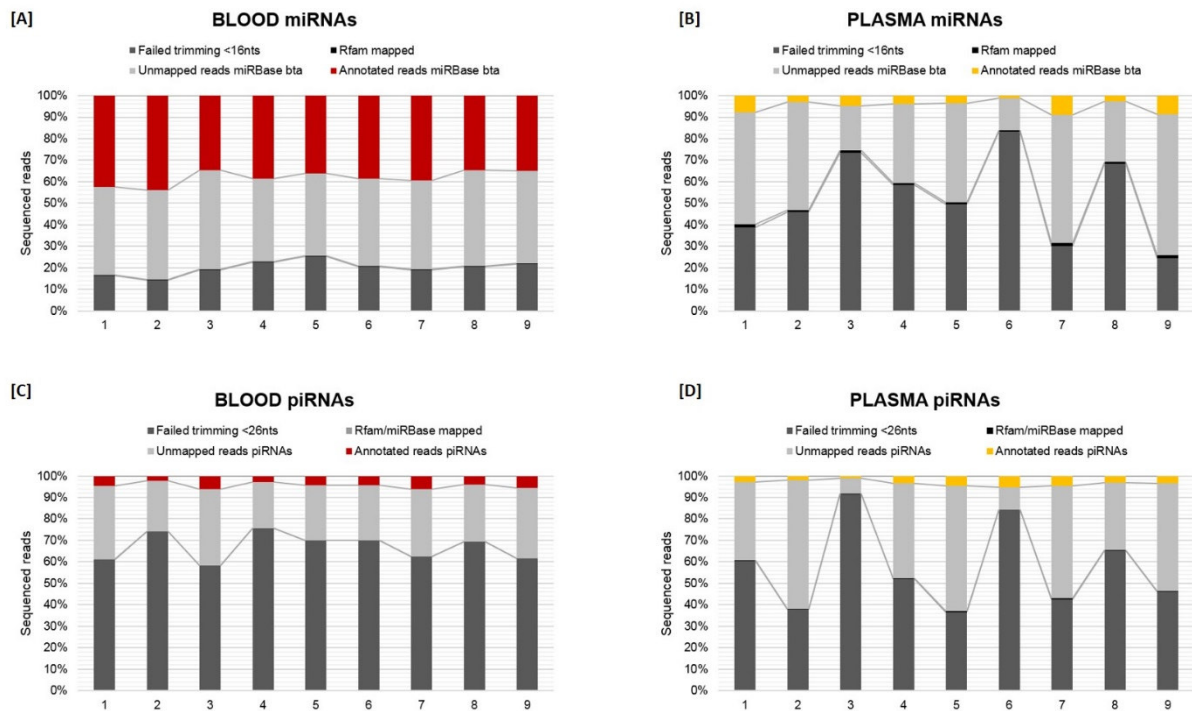 [A]
BLOOD miRNAs
Failed trimming <16nts
Rfam mapped
Unmapped reads miRBase bta
Annotated reads miRBase bta
Sequenced reads
100%
90%
80%
70%
60%
50%
40%
30%
20%
10%
0%
1 2 3 4 5 6 7 8 9
[B]
PLASMA miRNAs
Failed trimming <16nts
Rfam mapped
Unmapped reads miRBase bta
Annotated reads miRBase bta
Sequenced reads
100%
90%
80%
70%
60%
50%
40%
30%
20%
10%
0%
1 2 3 4 5 6 7 8 9
[C]
BLOOD piRNAs
Failed trimming <26nts
Rfam/miRBase mapped
Unmapped reads piRNAs
Annotated reads piRNAs
Sequenced reads
100%
90%
80%
70%
60%
50%
40%
30%
20%
10%
0%
1 2 3 4 5 6 7 8 9
[D]
PLASMA piRNAs
Failed trimming <26nts
Rfam/miRBase mapped
Unmapped reads piRNAs
Annotated reads piRNAs
Sequenced reads
100%
90%
80%
70%
60%
50%
40%
30%
20%
10%
0%
1 2 3 4 5 6 7 8 9